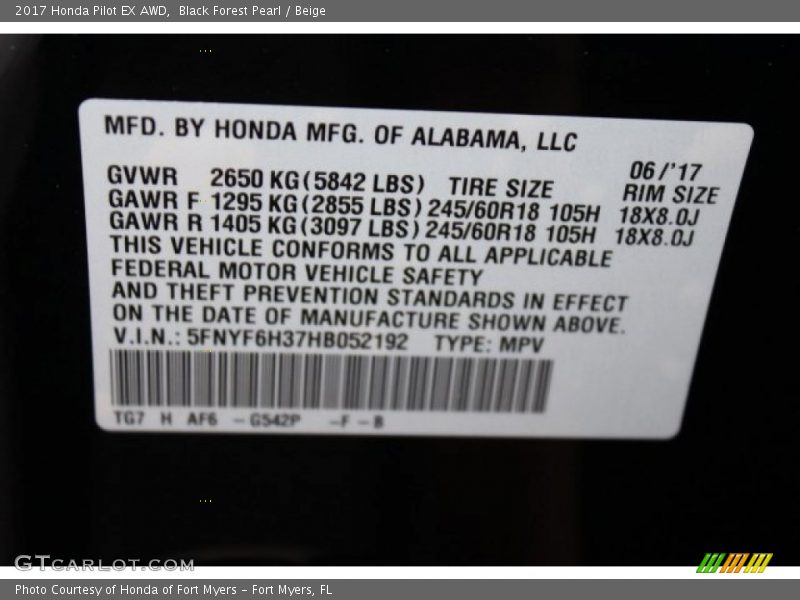 2017 Honda Pilot EX AWD,  Black Forest Pearl / Beige
MFD. BY HONDA MFG. OF ALABAMA, LLC
06/'17
GVWR 2650 KG(5842 LBS) TIRE SIZE RIM SIZE
GAWR F 1295 KG(2855 LBS) 245/60R18 105H 18X8.0J
GAWR R 1405 KG(3097 LBS) 245/60R18 105H 18X8.0J
THIS VEHICLE CONFORMS TO ALL APPLICABLE
FEDERAL MOTOR VEHICLE SAFETY
AND THEFT PREVENTION STANDARDS IN EFFECT
ON THE DATE OF MANUFACTURE SHOWN ABOVE.
V.I.N.: 5FNYF6H37HB052192 TYPE: MPV
TG7 H AF6 -G542P -F-B
GTCARLOT.COM
Photo Courtesy of Honda of Fort Myers - Fort Myers, FL